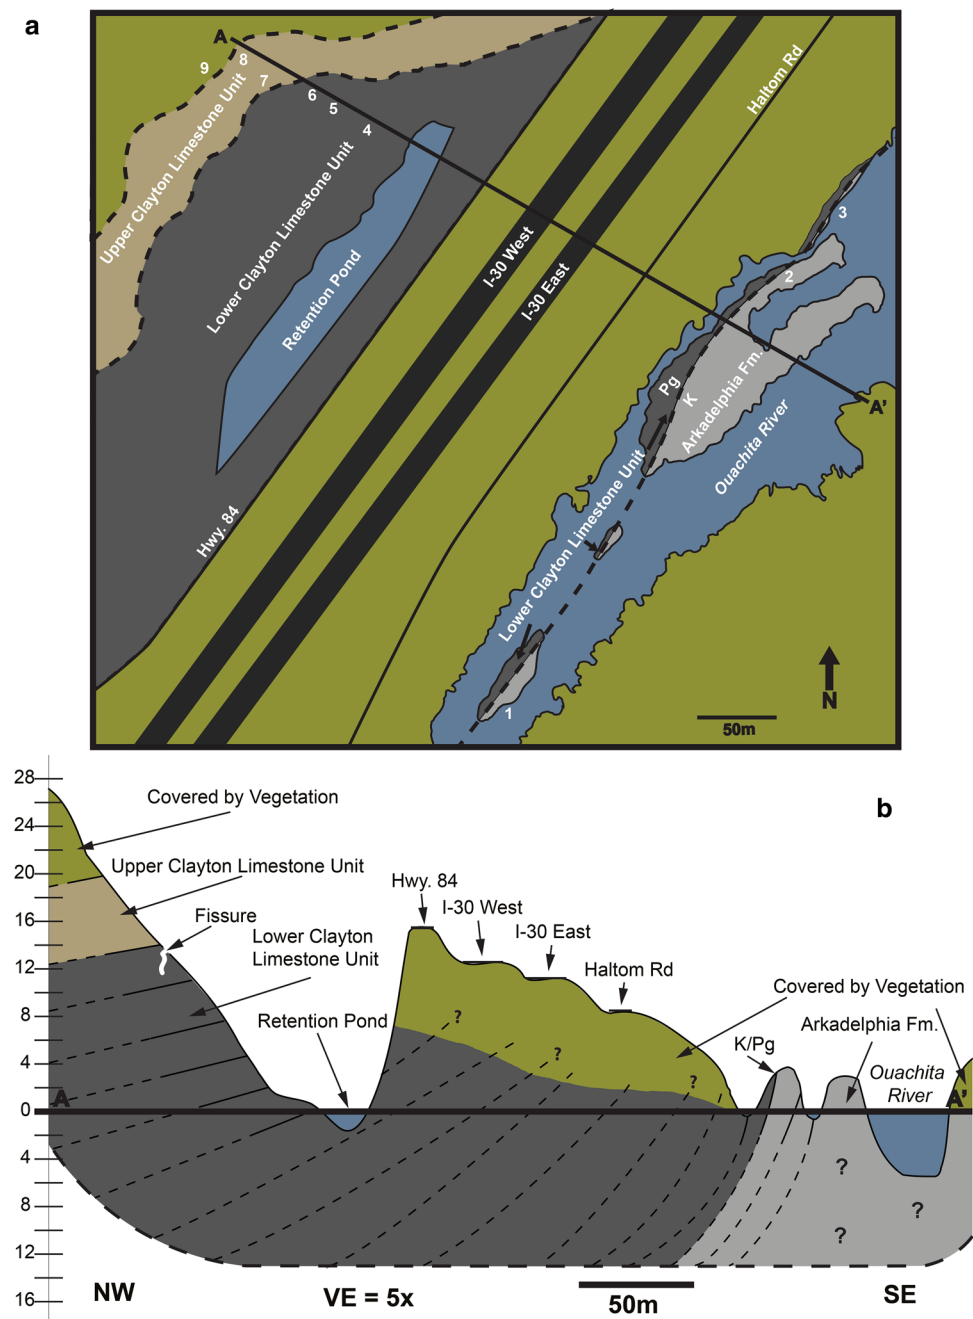 a
A
9
8
7
6
5
4
Upper Clayton Limestone Unit
Lower Clayton Limestone Unit
Retention Pond
Hwy. 84
I-30 West
I-30 East
Haltom Rd
3
2
Pg
K
Arkadelphia Fm.
Ouachita River
A'
Lower Clayton Limestone Unit
1
N
50m
b
28
24
20
16
12
8
4
0
4
8
12
16
Covered by Vegetation
Upper Clayton Limestone Unit
Fissure
Lower Clayton
Limestone Unit
Retention Pond
Hwy. 84
I-30 West
I-30 East
Haltom Rd
Covered by Vegetation
Arkadelphia Fm.
K/Pg
Ouachita
River
A
A'
?
?
?
?
?
?
NW
VE = 5x
50m
SE